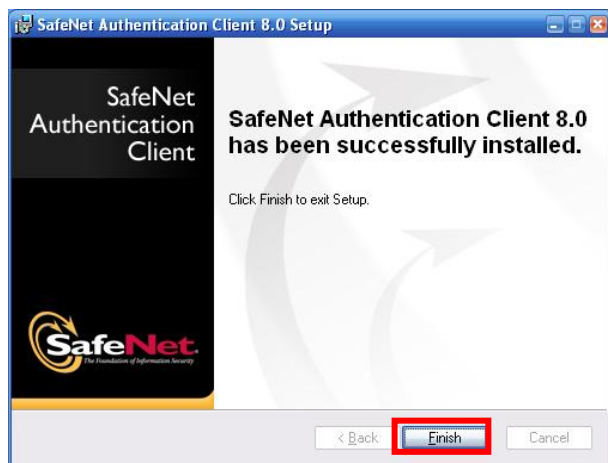 SafeNet Authentication Client 8.0 Setup
SafeNet
Authentication
Client
SafeNet Authentication Client 8.0
has been successfully installed.
Click Finish to exit Setup.
SafeNet.
The Foundation of Information Security
< Back
Finish
Cancel